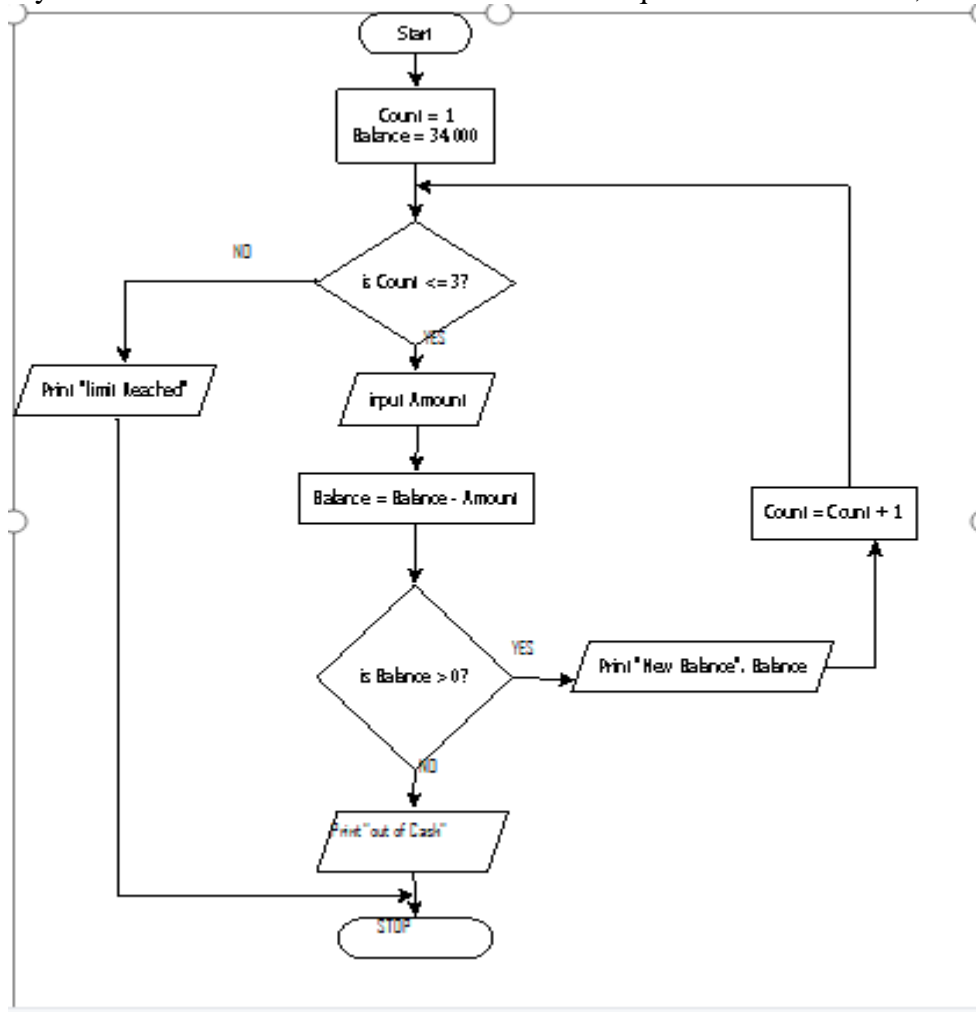 Start
Count = 1
Balance = 34,000
NO
is Count <= 3?
YES
Print "limit Reached"
input Amount
Balance = Balance - Amount
Count = Count + 1
YES
is Balance > 0?
Print "New Balance", Balance
NO
Print "out of Cash"
STOP